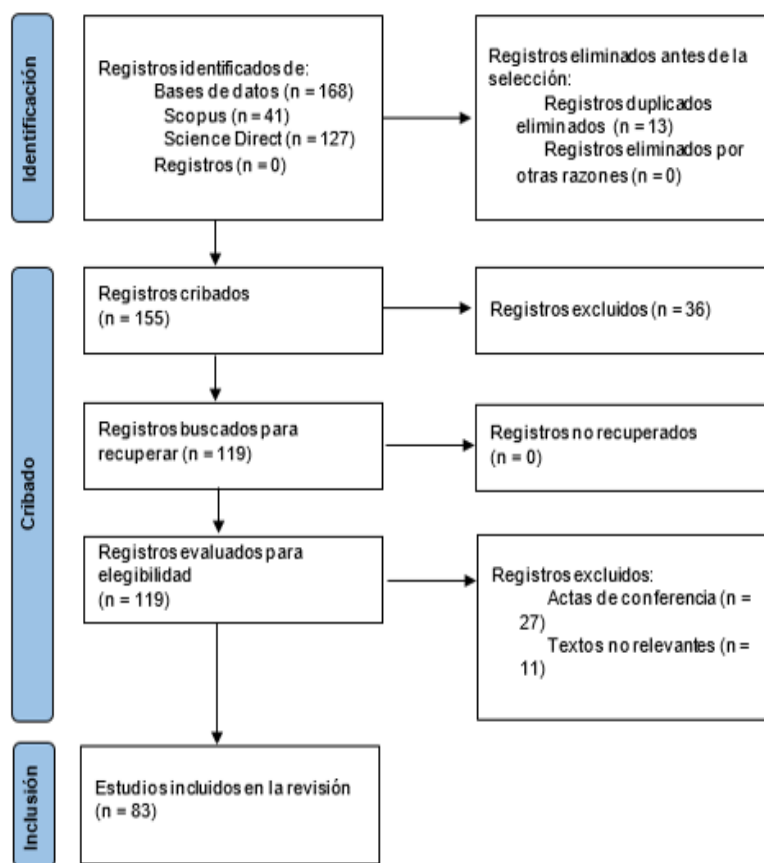 Identificación
Registros identificados de:
Bases de datos (n = 168)
Scopus (n = 41)
Science Direct (n = 127)
Registros (n = 0)
Registros eliminados antes de la
selección:
Registros duplicados
eliminados (n = 13)
Registros eliminados por
otras razones (n = 0)
Cribado
Registros cribados
(n = 155)
Registros excluidos (n = 36)
Registros buscados para
recuperar (n = 119)
Registros no recuperados
(n = 0)
Registros evaluados para
elegibilidad
(n = 119)
Registros excluidos:
Actas de conferencia (n =
27)
Textos no relevantes (n =
11)
Inclusión
Estudios incluidos en la revisión
(n = 83)